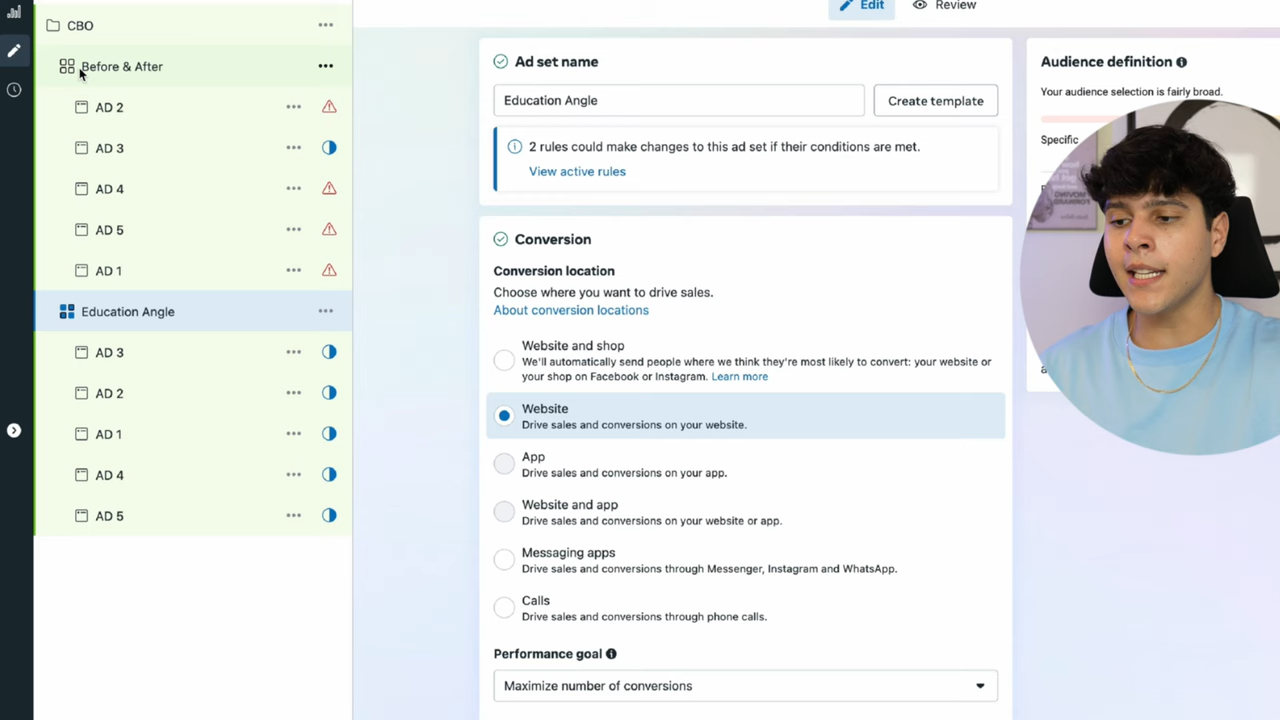 CBO
Before & After
AD 2
AD 3
AD 4
AD 5
AD 1
Education Angle
AD 3
AD 2
AD 1
AD 4
AD 5
Edit
Review
Ad set name
Education Angle
Create template
2 rules could make changes to this ad set if their conditions are met.
View active rules
Conversion
Conversion location
Choose where you want to drive sales.
About conversion locations
Website and shop
We'll automatically send people where we think they're most likely to convert: your website or
your shop on Facebook or Instagram. Learn more
Website
Drive sales and conversions on your website.
App
Drive sales and conversions on your app.
Website and app
Drive sales and conversions on your website or app.
Messaging apps
Drive sales and conversions through Messenger, Instagram and WhatsApp.
Calls
Drive sales and conversions through phone calls.
Performance goal
Maximize number of conversions
Audience definition
Your audience selection is fairly broad.
Specific
MOVING
FORWARD